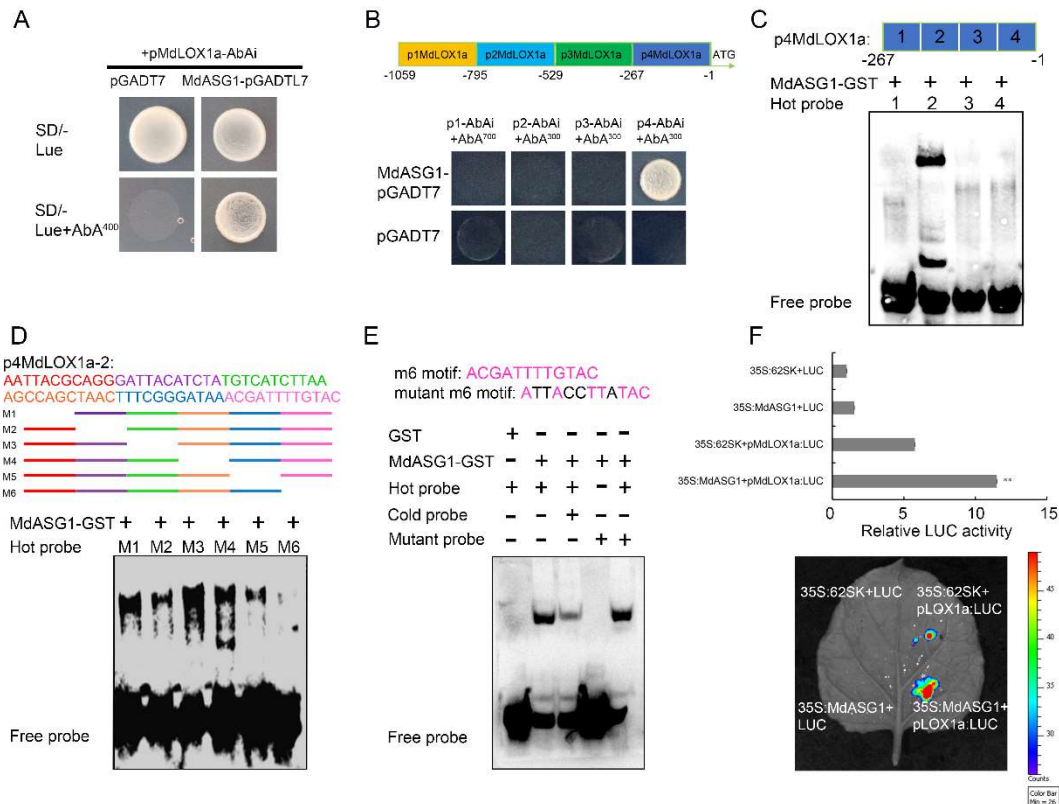 A
+pMdLOX1a-AbAi
pGADT7 MdASG1-pGADTL7
SD/-
Lue
SD/-
Lue+AbA400
B
p1MdLOX1a p2MdLOX1a p3MdLOX1a p4MdLOX1a ATG
-1059 -795 -529 -267 -1
p1-AbAi p2-AbAi p3-AbAi p4-AbAi
+AbA700 +AbA300 +AbA300 +AbA300
MdASG1-
pGADT7
pGADT7
C
p4MdLOX1a: 1 2 3 4
-267 -1
MdASG1-GST + + + +
Hot probe 1 2 3 4
Free probe
D
p4MdLOX1a-2:
AATTACGCAGGGATTACATCTATGTCATCTTAA
AGCCAGCTAACTTTCGGGATAAACGATTTTGTAC
M1
M2
M3
M4
M5
M6
MdASG1-GST + + + + + +
Hot probe M1 M2 M3 M4 M5 M6
Free probe
E
m6 motif: ACGATTTTGTAC
mutant m6 motif: ATTACCTTATAC
GST + - - - -
MdASG1-GST - + + + +
Hot probe + + + - +
Cold probe - - + - -
Mutant probe - - - + +
Free probe
F
35S:62SK+LUC
35S:MdASG1+LUC
35S:62SK+pMdLOX1a:LUC
35S:MdASG1+pMdLOX1a:LUC **
0 5 10 15
Relative LUC activity
35S:62SK+LUC 35S:62SK+
pLOX1a:LUC
35S:MdASG1+ 35S:MdASG1+
LUC pLOX1a:LUC
45
40
35
30
Counts
Color Bar
Min = 26